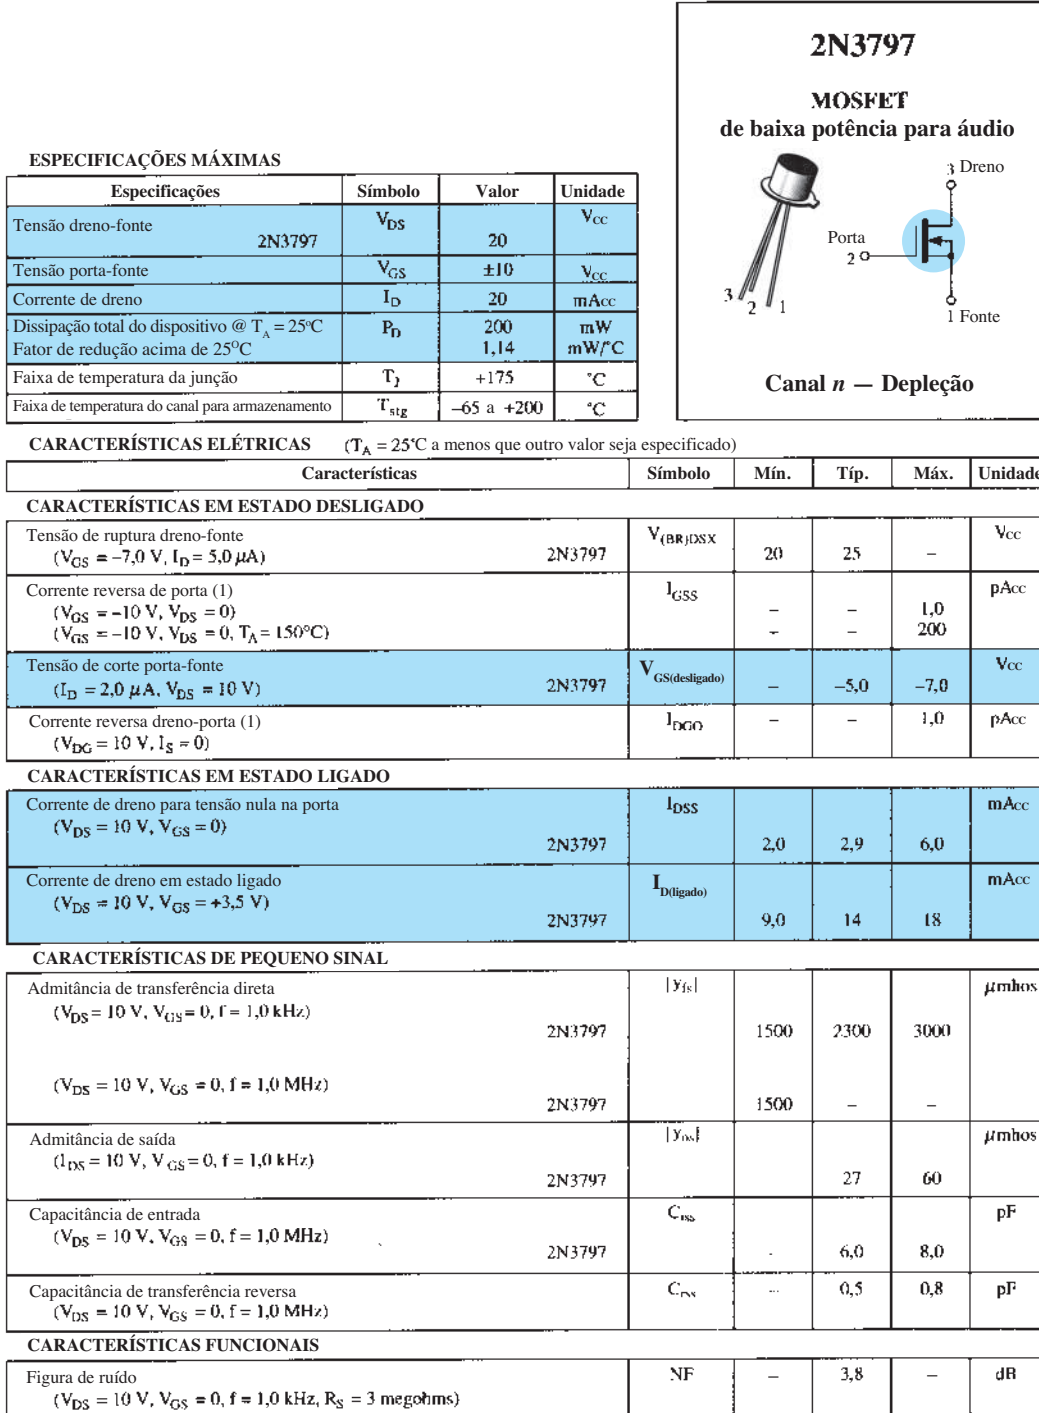 2N3797
MOSFET
de baixa potência para áudio
3 Dreno
Porta
2
3
2
1
1 Fonte
Canal n — Depleção
ESPECIFICAÇÕES MÁXIMAS
Especificações Símbolo Valor Unidade
Tensão dreno-fonte V_DS V_CC
2N3797 20
Tensão porta-fonte V_GS ±10 V_CC
Corrente de dreno I_D 20 mAcc
Dissipação total do dispositivo @ T_A = 25°C P_D 200 mW
Fator de redução acima de 25°C 1,14 mW/°C
Faixa de temperatura da junção T_J +175 °C
Faixa de temperatura do canal para armazenamento T_stg –65 a +200 °C
CARACTERÍSTICAS ELÉTRICAS (T_A = 25°C a menos que outro valor seja especificado)
Características Símbolo Mín. Típ. Máx. Unidade
CARACTERÍSTICAS EM ESTADO DESLIGADO
Tensão de ruptura dreno-fonte V_(BR)DSX Vcc
(V_GS = –7,0 V, I_D = 5,0 µA) 2N3797 20 25 –
Corrente reversa de porta (1) I_GSS pAcc
(V_GS = –10 V, V_DS = 0) – – 1,0
(V_GS = –10 V, V_DS = 0, T_A = 150°C) – – 200
Tensão de corte porta-fonte V_GS(desligado) Vcc
(I_D = 2,0 µA, V_DS = 10 V) 2N3797 – –5,0 –7,0
Corrente reversa dreno-porta (1) I_DGO – – 1,0 pAcc
(V_DG = 10 V, I_S = 0)
CARACTERÍSTICAS EM ESTADO LIGADO
Corrente de dreno para tensão nula na porta I_DSS mAcc
(V_DS = 10 V, V_GS = 0)
2N3797 2,0 2,9 6,0
Corrente de dreno em estado ligado I_D(ligado) mAcc
(V_DS = 10 V, V_GS = +3,5 V)
2N3797 9,0 14 18
CARACTERÍSTICAS DE PEQUENO SINAL
Admitância de transferência direta |y_fs| µmhos
(V_DS = 10 V, V_GS = 0, f = 1,0 kHz)
2N3797 1500 2300 3000
(V_DS = 10 V, V_GS = 0, f = 1,0 MHz)
2N3797 1500 – –
Admitância de saída |y_os| µmhos
(I_DS = 10 V, V_GS = 0, f = 1,0 kHz)
2N3797 27 60
Capacitância de entrada C_iss pF
(V_DS = 10 V, V_GS = 0, f = 1,0 MHz)
2N3797 - 6,0 8,0
Capacitância de transferência reversa C_rss – 0,5 0,8 pF
(V_DS = 10 V, V_GS = 0, f = 1,0 MHz)
CARACTERÍSTICAS FUNCIONAIS
Figura de ruído NF – 3,8 – dB
(V_DS = 10 V, V_GS = 0, f = 1,0 kHz, R_S = 3 megohms)